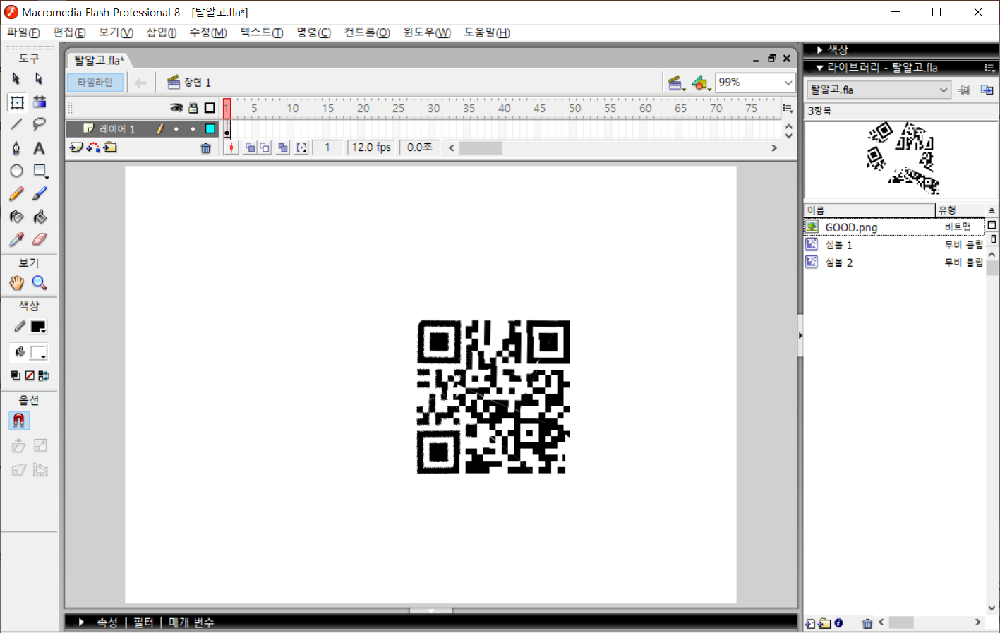 Macromedia Flash Professional 8 - [탈알고.fla*]
파일(F) 편집(E) 보기(V) 삽입(I) 수정(M) 텍스트(T) 명령(C) 컨트롤(O) 윈도우(W) 도움말(H)
도구
탈알고.fla*
타임라인 장면 1 99%
1 5 10 15 20 25 30 35 40 45 50 55 60 65 70 75
레이어 1
1 12.0 fps 0.0초
보기
색상
옵션
속성 | 필터 | 매개 변수
색상
라이브러리 - 탈알고.fla
탈알고.fla
3항목
이름 유형
GOOD.png 비트맵
심볼 1 무비 클립
심볼 2 무비 클립